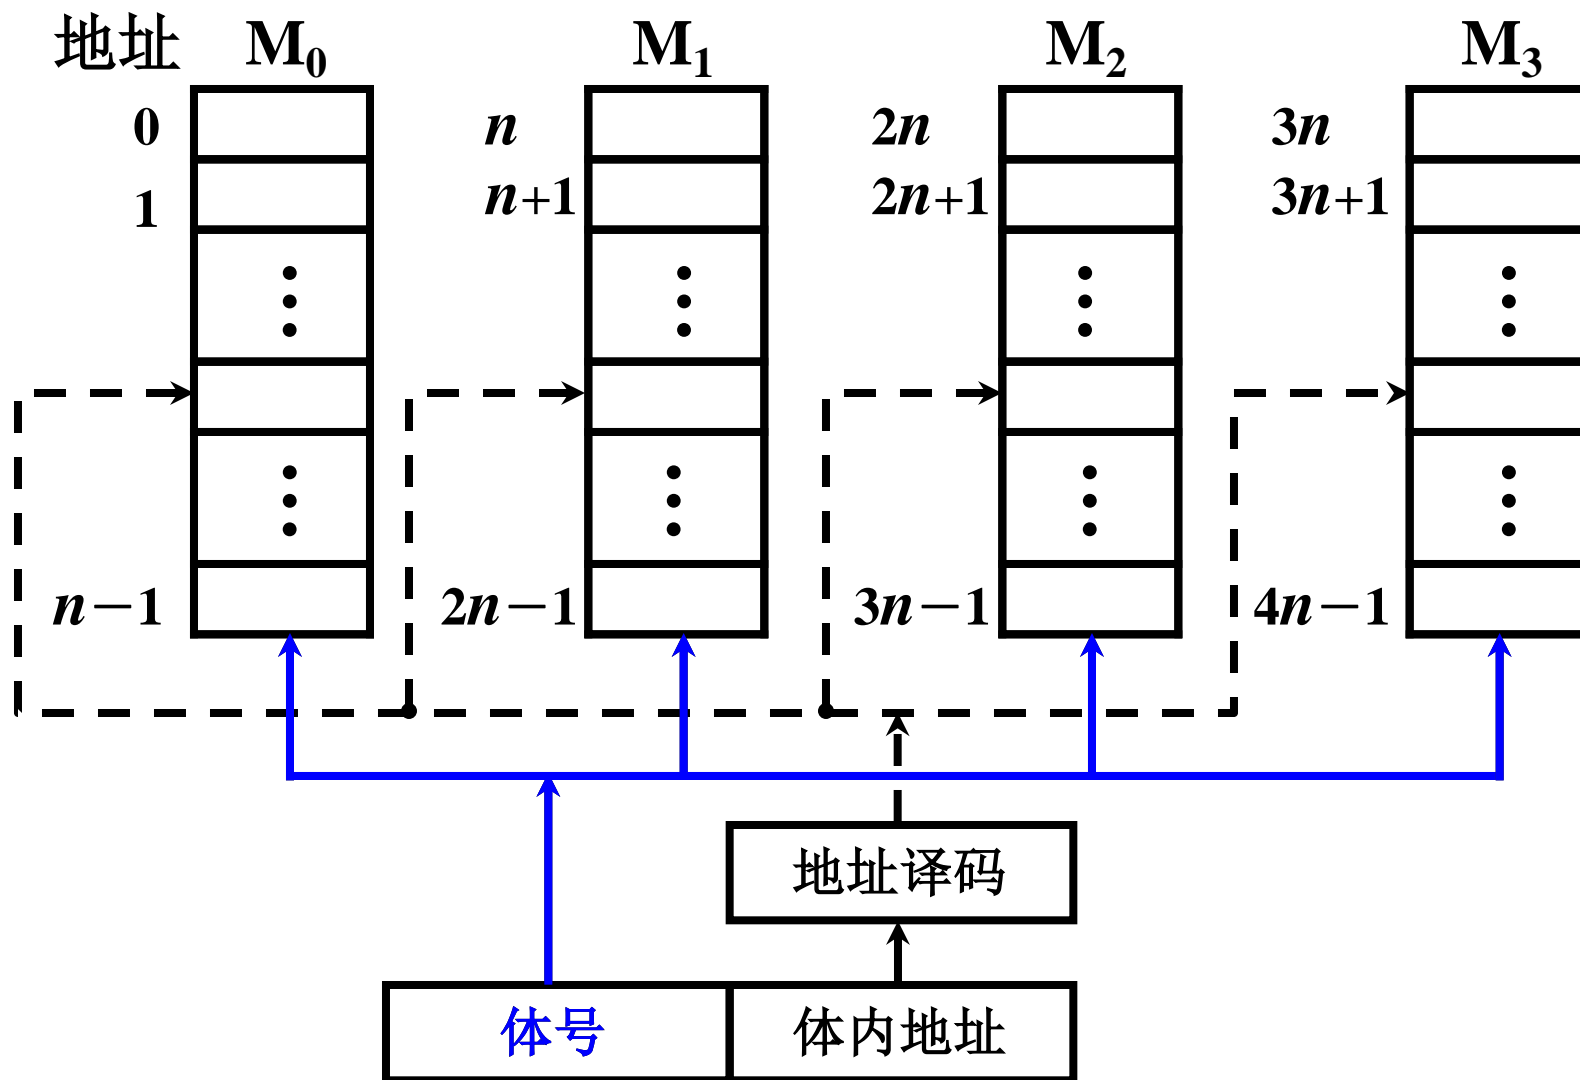 地址 M₀ M₁ M₂ M₃
0 n 2n 3n
1 n+1 2n+1 3n+1
n−1 2n−1 3n−1 4n−1
地址译码
体号 体内地址